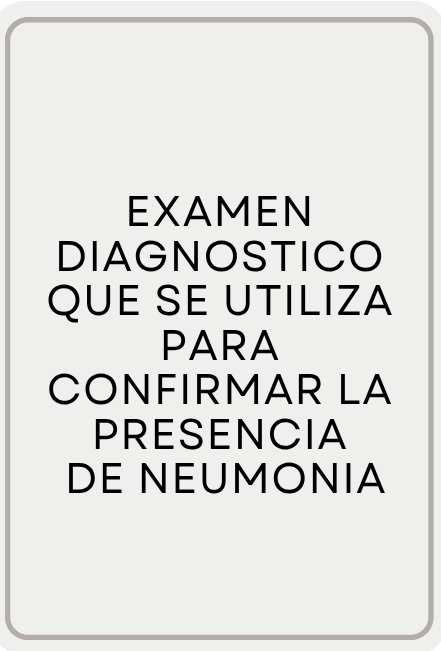 EXAMEN
DIAGNOSTICO
QUE SE UTILIZA
PARA
CONFIRMAR LA
PRESENCIA
DE NEUMONIA